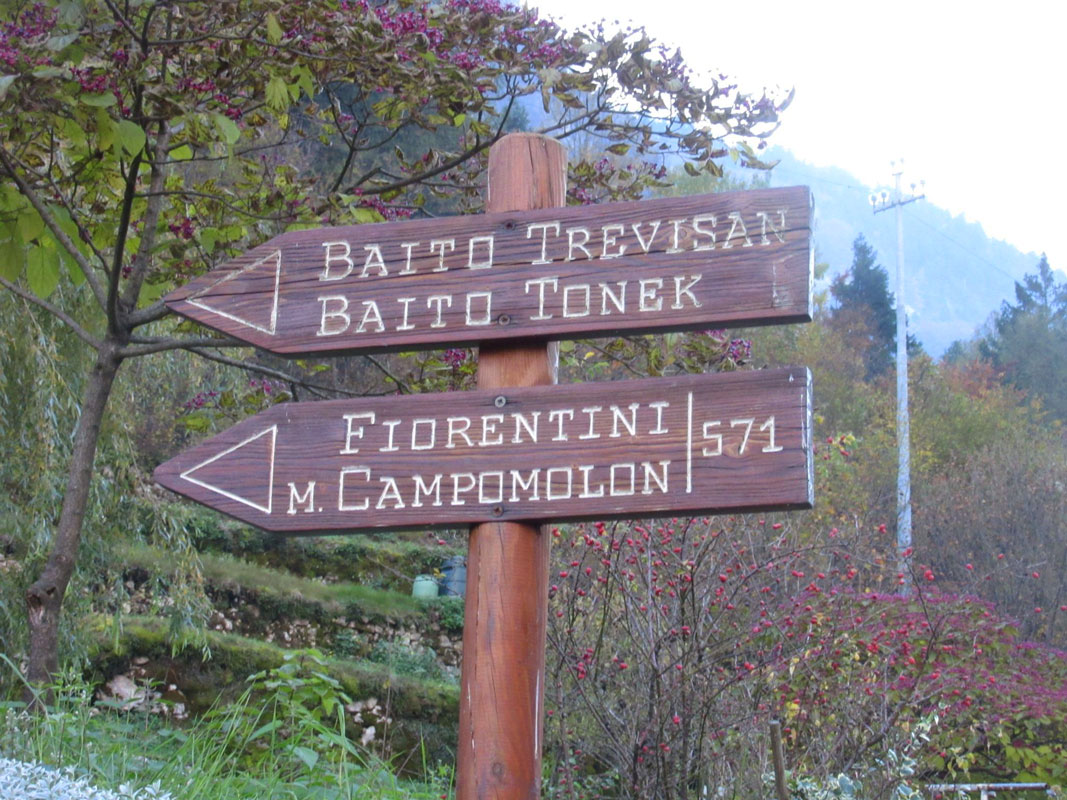 BAITO TREVISAN
BAITO TONEK
FIORENTINI
M. CAMPOMOLON
571